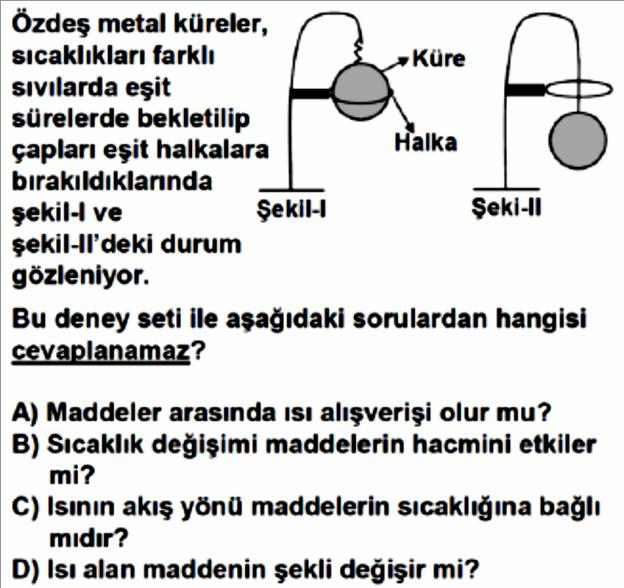 Özdeş metal küreler,
sıcaklıkları farklı
sıvılarda eşit
sürelerde bekletilip
çapları eşit halkalara
bırakıldıklarında
şekil-I ve
şekil-II'deki durum
gözleniyor.
Küre
Halka
Şekil-I
Şeki-II
Bu deney seti ile aşağıdaki sorulardan hangisi
cevaplanamaz?
A) Maddeler arasında ısı alışverişi olur mu?
B) Sıcaklık değişimi maddelerin hacmini etkiler
mi?
C) Isının akış yönü maddelerin sıcaklığına bağlı
mıdır?
D) Isı alan maddenin şekli değişir mi?